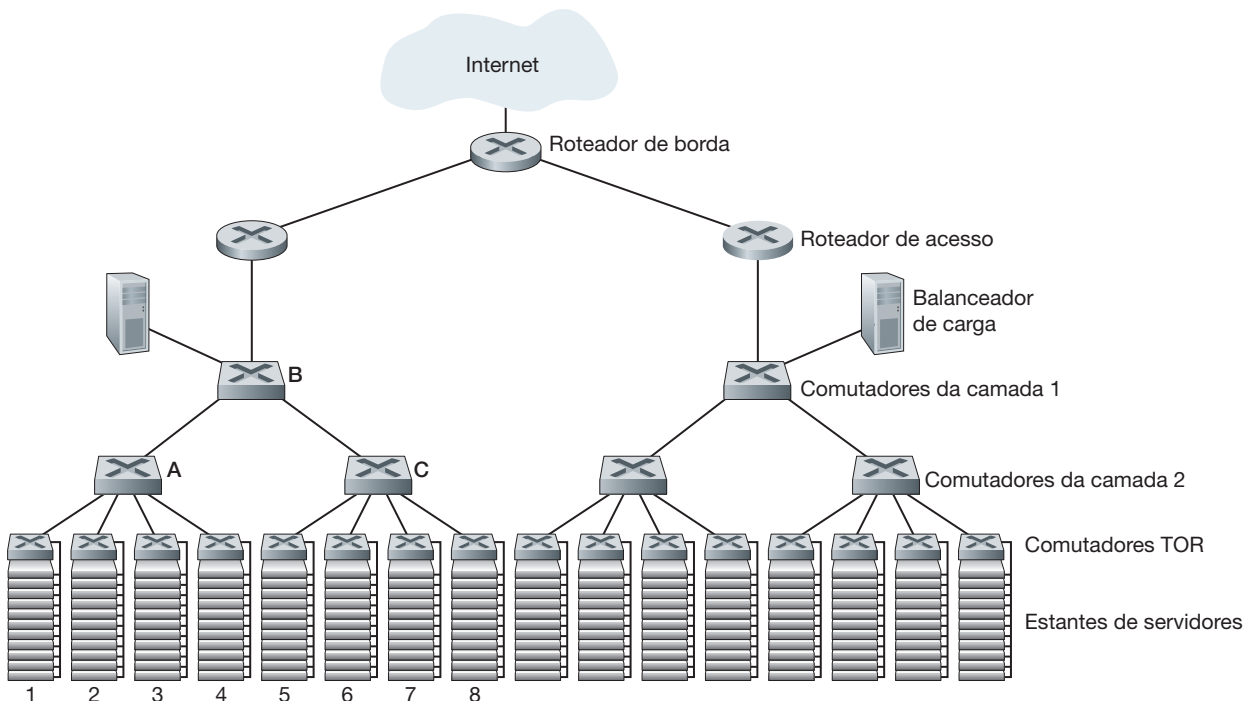 Internet
Roteador de borda
Roteador de acesso
Balanceador
de carga
B
Comutadores da camada 1
A
C
Comutadores da camada 2
Comutadores TOR
Estantes de servidores
1 2 3 4 5 6 7 8